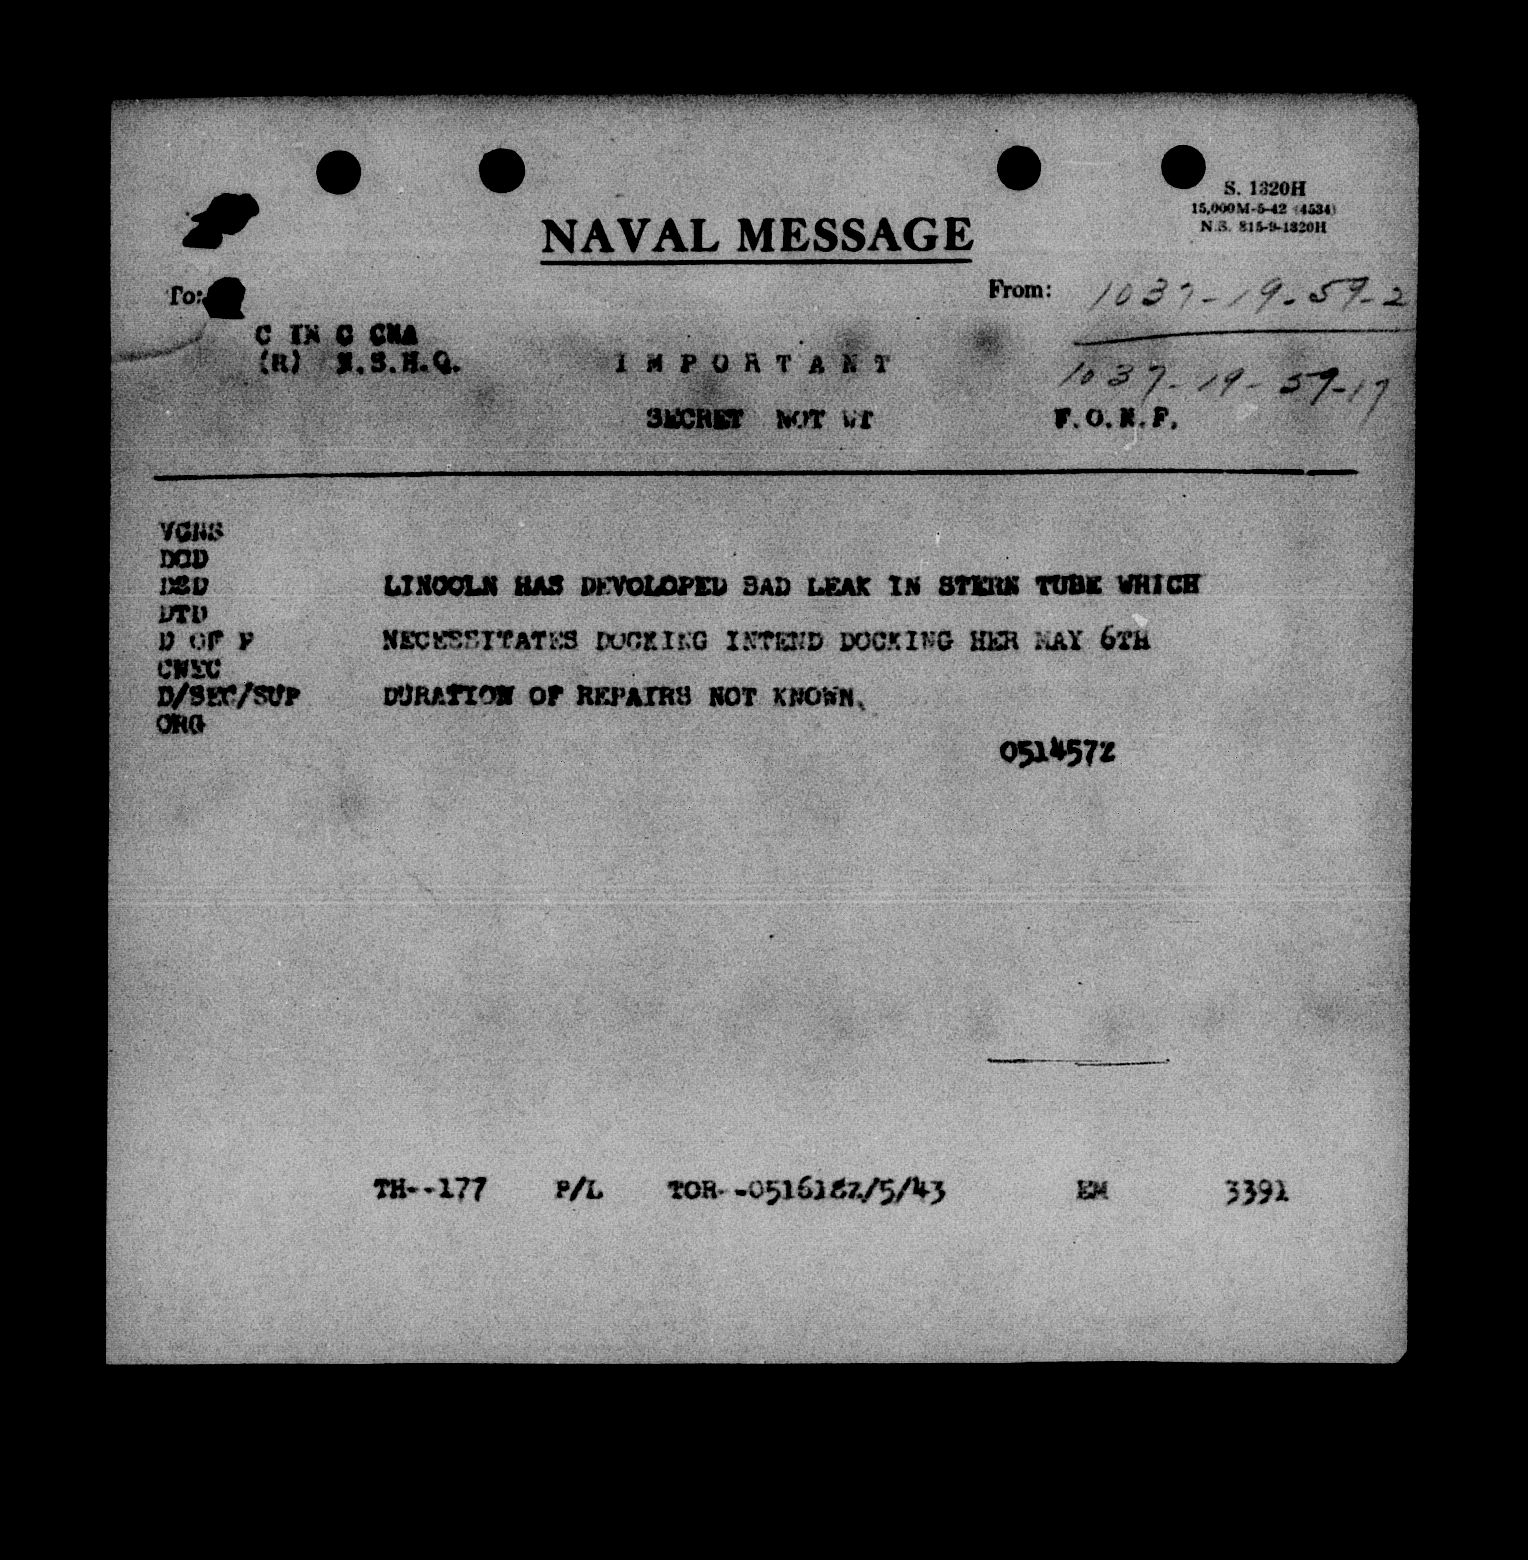 S. 1320H
15,000M-5-42 (4534)
N.S. 815-9-1320H
NAVAL MESSAGE
To:
From: 1037-19-59-2
C IN C CNA
(R) N.S.H.Q.
IMPORTANT
1037-19-59-17
SECRET NOT WT
F.O.N.F.
VCNS
DOD
DSD
LINCOLN HAS DEVOLOPED BAD LEAK IN STERN TUBE WHICH
DTD
D OF P
NECESSITATES DOCKING INTEND DOCKING HER MAY 6TH
CNEC
D/SEC/SUP
DURATION OF REPAIRS NOT KNOWN.
ORG
051457Z
TH--177 P/L TOR--051618Z/5/43 EM 3391